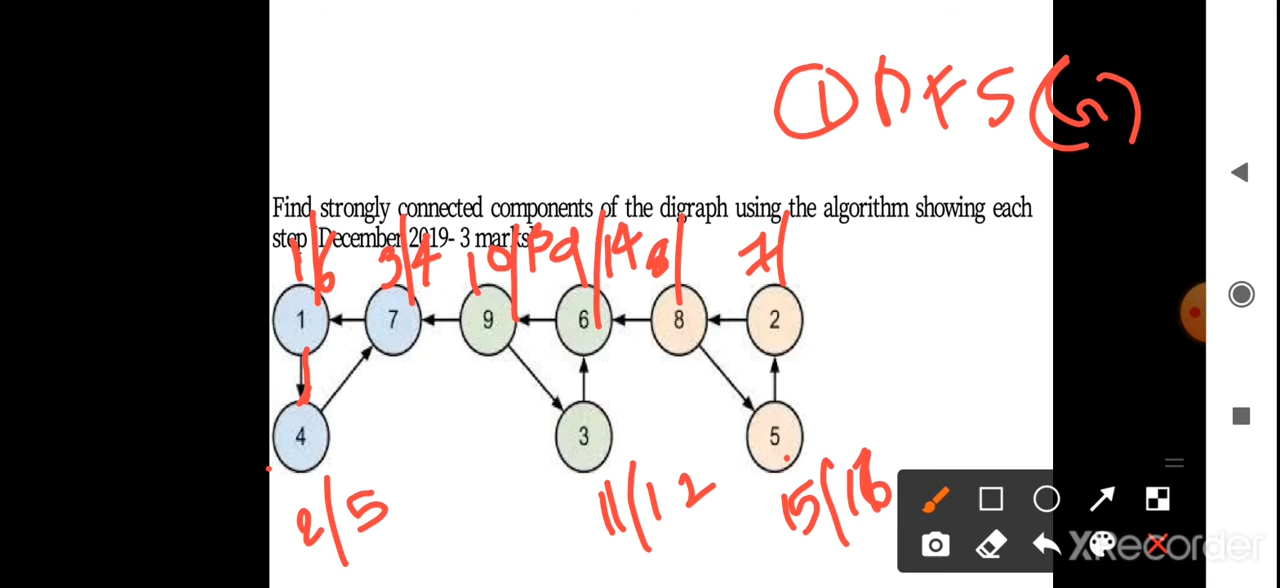 ① DFS(G)
Find strongly connected components of the digraph using the algorithm showing each
step [December 2019- 3 marks]
1/6 3/4 10/13 9/14 8/ 7/
1 7 9 6 8 2
4 3 5
2/5 11/12 15/16
XRecorder